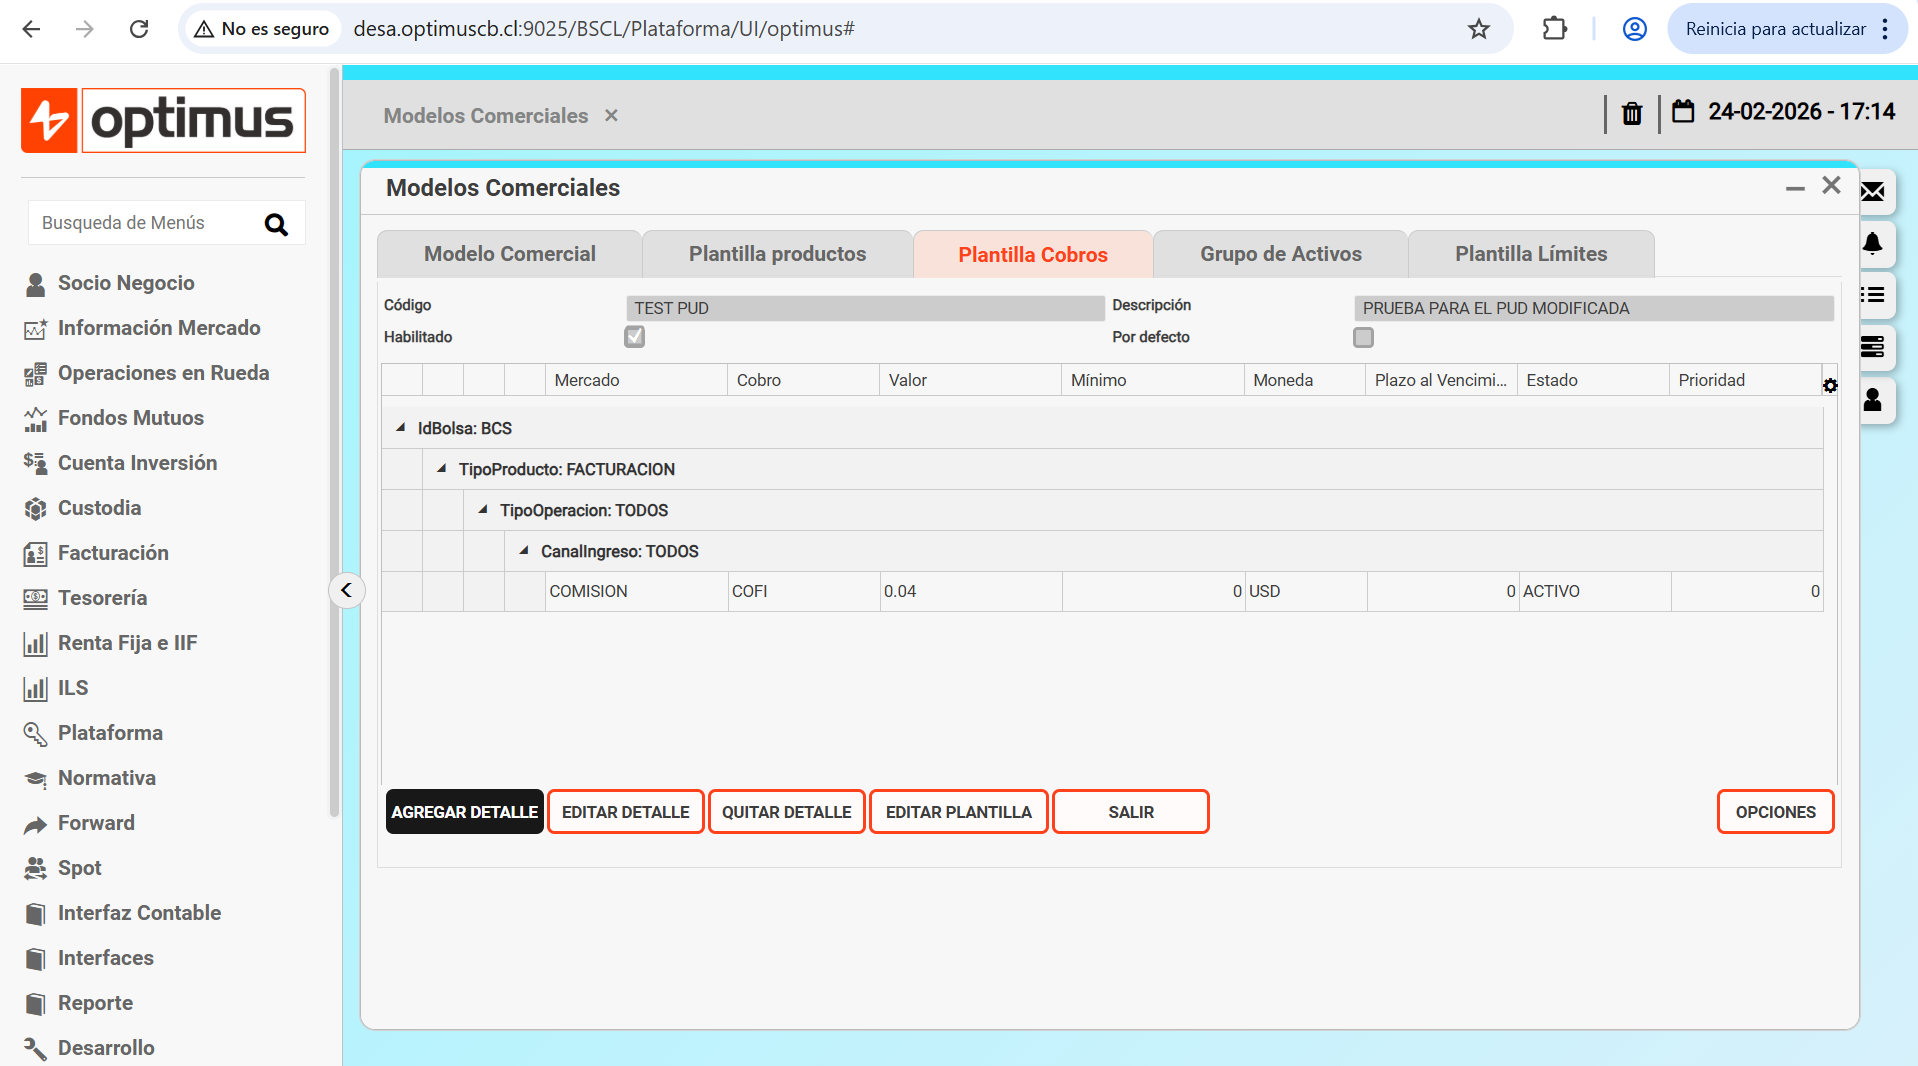 No es seguro
desa.optimuscb.cl:9025/BSCL/Plataforma/UI/optimus#
Reinicia para actualizar
optimus
Modelos Comerciales
24-02-2026 - 17:14
Busqueda de Menús
Socio Negocio
Información Mercado
Operaciones en Rueda
Fondos Mutuos
Cuenta Inversión
Custodia
Facturación
Tesorería
Renta Fija e IIF
ILS
Plataforma
Normativa
Forward
Spot
Interfaz Contable
Interfaces
Reporte
Desarrollo
Modelos Comerciales
Modelo Comercial Plantilla productos Plantilla Cobros Grupo de Activos Plantilla Límites
Código TEST PUD Descripción PRUEBA PARA EL PUD MODIFICADA
Habilitado Por defecto
Mercado Cobro Valor Mínimo Moneda Plazo al Vencimi... Estado Prioridad
IdBolsa: BCS
TipoProducto: FACTURACION
TipoOperacion: TODOS
CanalIngreso: TODOS
COMISION COFI 0.04 0 USD 0 ACTIVO 0
AGREGAR DETALLE EDITAR DETALLE QUITAR DETALLE EDITAR PLANTILLA SALIR OPCIONES